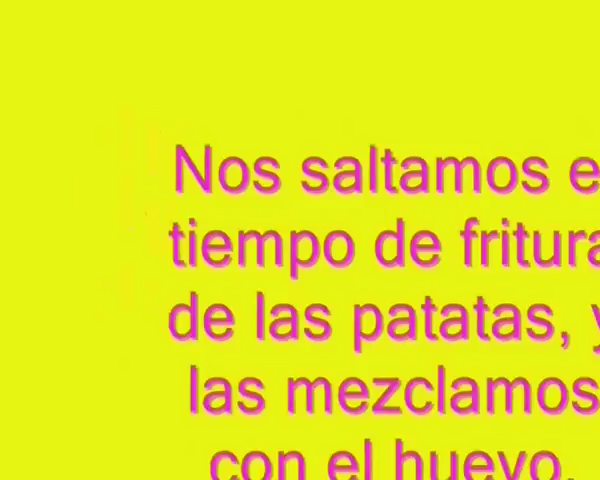 Nos saltamos e
tiempo de fritura
de las patatas, y
las mezclamos
con el huevo.